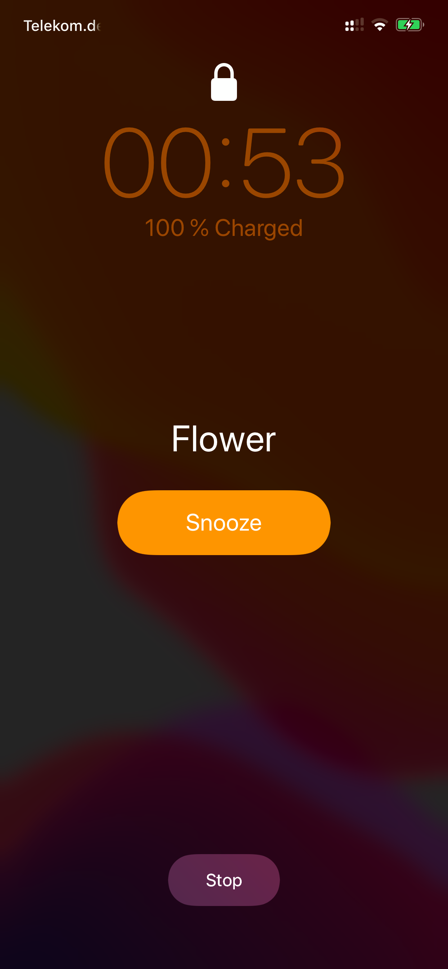 Telekom.de
00:53
100 % Charged
Flower
Snooze
Stop